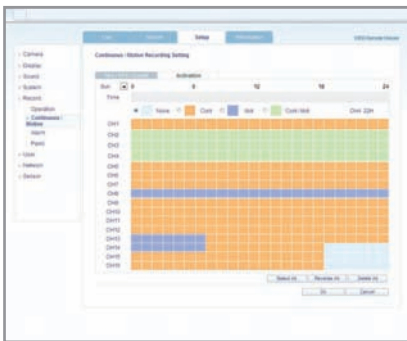 Setup
Continuous / Motion Recording Setting
Activation
Camera
Display
Sound
System
Record
Operation
Continuous / Motion
Alarm
Panic
User
Network
Device
Sun 0 6 12 18 24
Time
None Cont Mot Cont+Mot
CH1
CH2
CH3
CH4
CH5
CH6
CH7
CH8
CH9
CH10
CH11
CH12
CH13
CH14
CH15
CH16
Select All Reverse All Delete All
OK Cancel